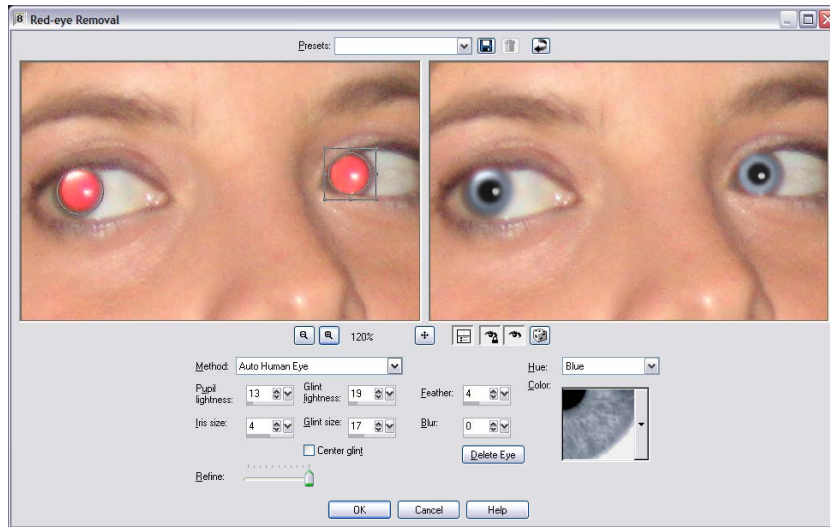 8 Red-eye Removal
Presets:
120%
Method: Auto Human Eye
Hue: Blue
Pupil lightness: 13
Glint lightness: 19
Feather: 4
Color:
Iris size: 4
Glint size: 17
Blur: 0
Center glint
Delete Eye
Refine:
OK Cancel Help